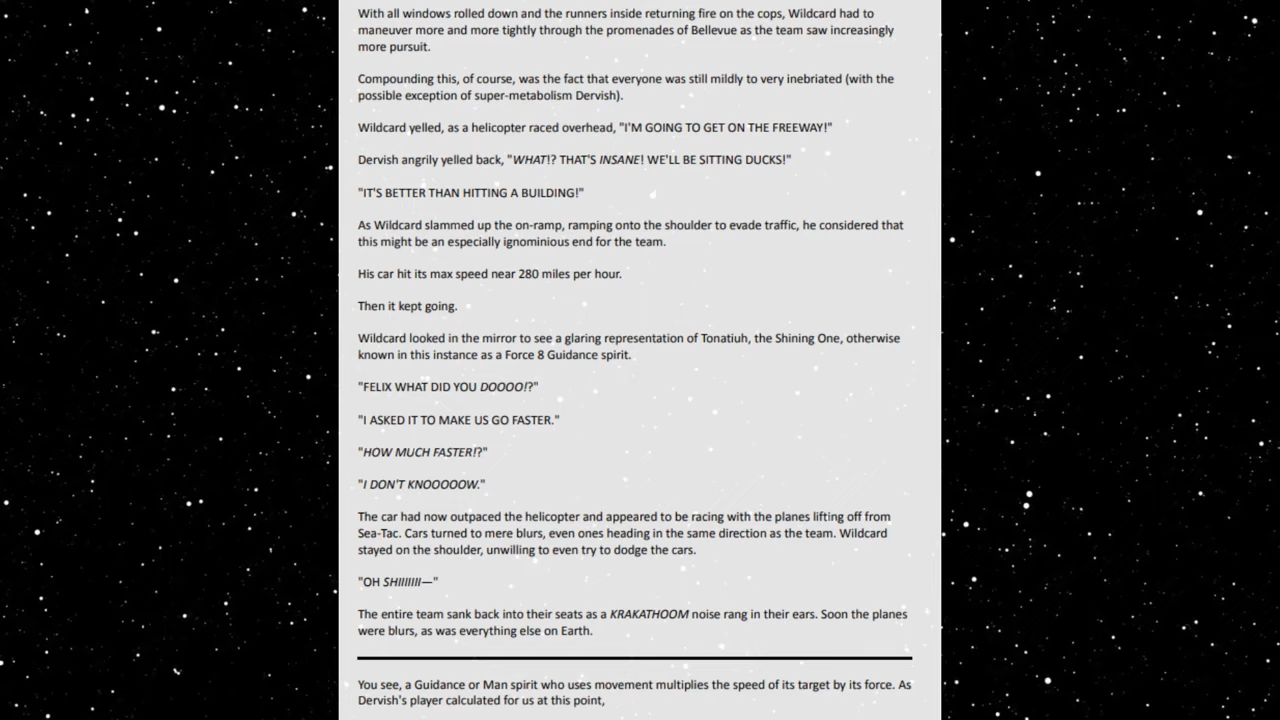 With all windows rolled down and the runners inside returning fire on the cops, Wildcard had to
maneuver more and more tightly through the promenades of Bellevue as the team saw increasingly
more pursuit.
Compounding this, of course, was the fact that everyone was still mildly to very inebriated (with the
possible exception of super-metabolism Dervish).
Wildcard yelled, as a helicopter raced overhead, "I'M GOING TO GET ON THE FREEWAY!"
Dervish angrily yelled back, "WHAT!? THAT'S INSANE! WE'LL BE SITTING DUCKS!"
"IT'S BETTER THAN HITTING A BUILDING!"
As Wildcard slammed up the on-ramp, ramping onto the shoulder to evade traffic, he considered that
this might be an especially ignominious end for the team.
His car hit its max speed near 280 miles per hour.
Then it kept going.
Wildcard looked in the mirror to see a glaring representation of Tonatiuh, the Shining One, otherwise
known in this instance as a Force 8 Guidance spirit.
"FELIX WHAT DID YOU DOOOO!?"
"I ASKED IT TO MAKE US GO FASTER."
"HOW MUCH FASTER!?"
"I DON'T KNOOOOOW."
The car had now outpaced the helicopter and appeared to be racing with the planes lifting off from
Sea-Tac. Cars turned to mere blurs, even ones heading in the same direction as the team. Wildcard
stayed on the shoulder, unwilling to even try to dodge the cars.
"OH SHIIIIIII—"
The entire team sank back into their seats as a KRAKATHOOM noise rang in their ears. Soon the planes
were blurs, as was everything else on Earth.
You see, a Guidance or Man spirit who uses movement multiplies the speed of its target by its force. As
Dervish's player calculated for us at this point,